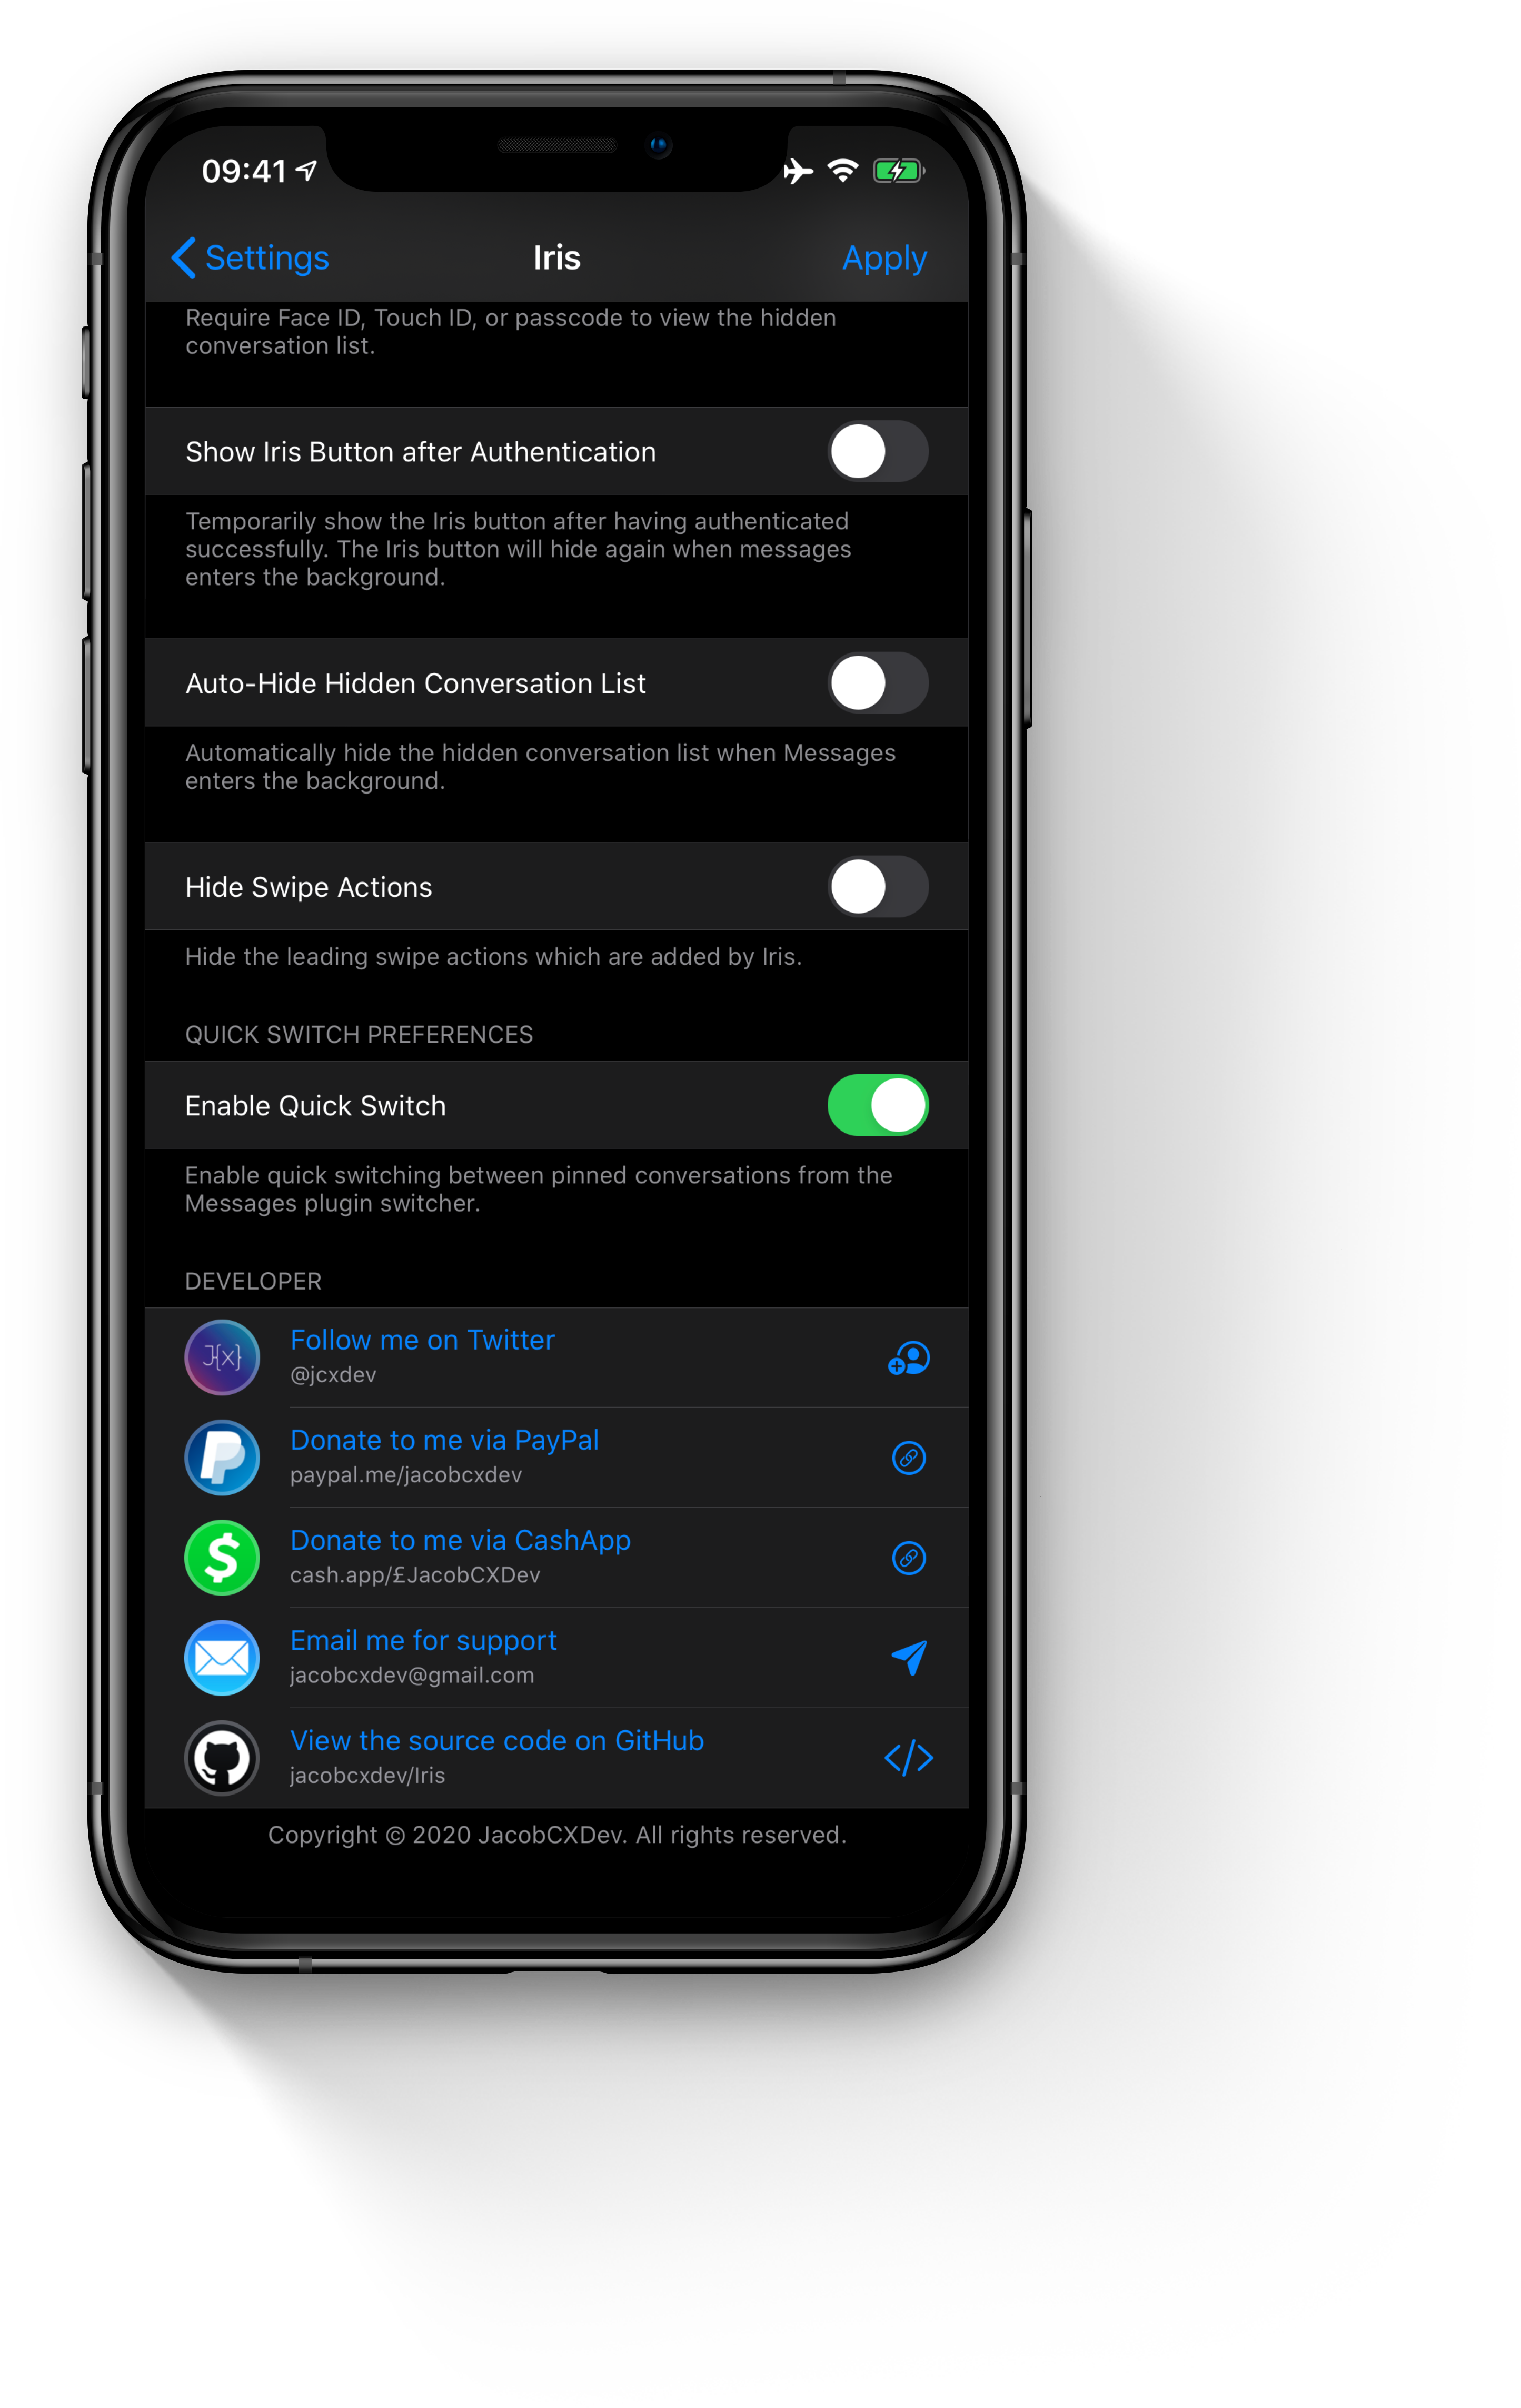 09:41
Settings
Iris
Apply
Require Face ID, Touch ID, or passcode to view the hidden
conversation list.
Show Iris Button after Authentication
Temporarily show the Iris button after having authenticated
successfully. The Iris button will hide again when messages
enters the background.
Auto-Hide Hidden Conversation List
Automatically hide the hidden conversation list when Messages
enters the background.
Hide Swipe Actions
Hide the leading swipe actions which are added by Iris.
QUICK SWITCH PREFERENCES
Enable Quick Switch
Enable quick switching between pinned conversations from the
Messages plugin switcher.
DEVELOPER
J{x}
Follow me on Twitter
@jcxdev
Donate to me via PayPal
paypal.me/jacobcxdev
$
Donate to me via CashApp
cash.app/£JacobCXDev
Email me for support
jacobcxdev@gmail.com
View the source code on GitHub
jacobcxdev/Iris
</>
Copyright © 2020 JacobCXDev. All rights reserved.